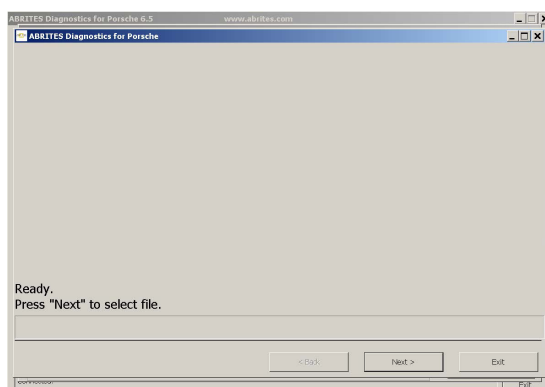 ABRITES Diagnostics for Porsche 6.5 www.abrites.com
ABRITES Diagnostics for Porsche
Ready.
Press "Next" to select file.
< Back Next > Exit
Exit